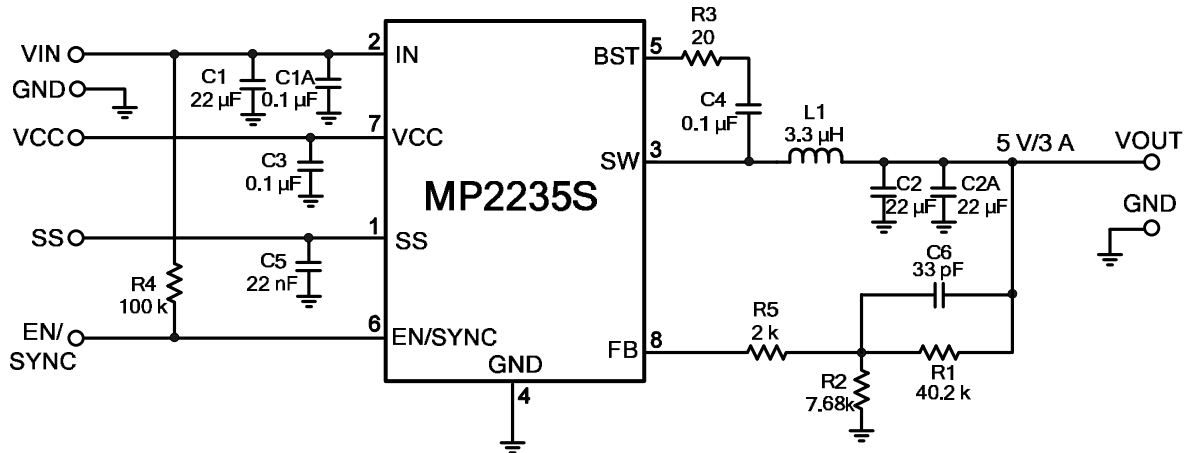 VIN
GND
VCC
SS
EN/
SYNC
R4
100 k
C1
22 µF
C1A
0.1 µF
C3
0.1 µF
C5
22 nF
2
IN
7
VCC
1
SS
6
EN/SYNC
MP2235S
GND
4
BST
5
SW
3
FB
8
R3
20
C4
0.1 µF
L1
3.3 µH
5 V/3 A
VOUT
GND
C2
22 µF
C2A
22 µF
C6
33 pF
R5
2 k
R1
40.2 k
R2
7.68k